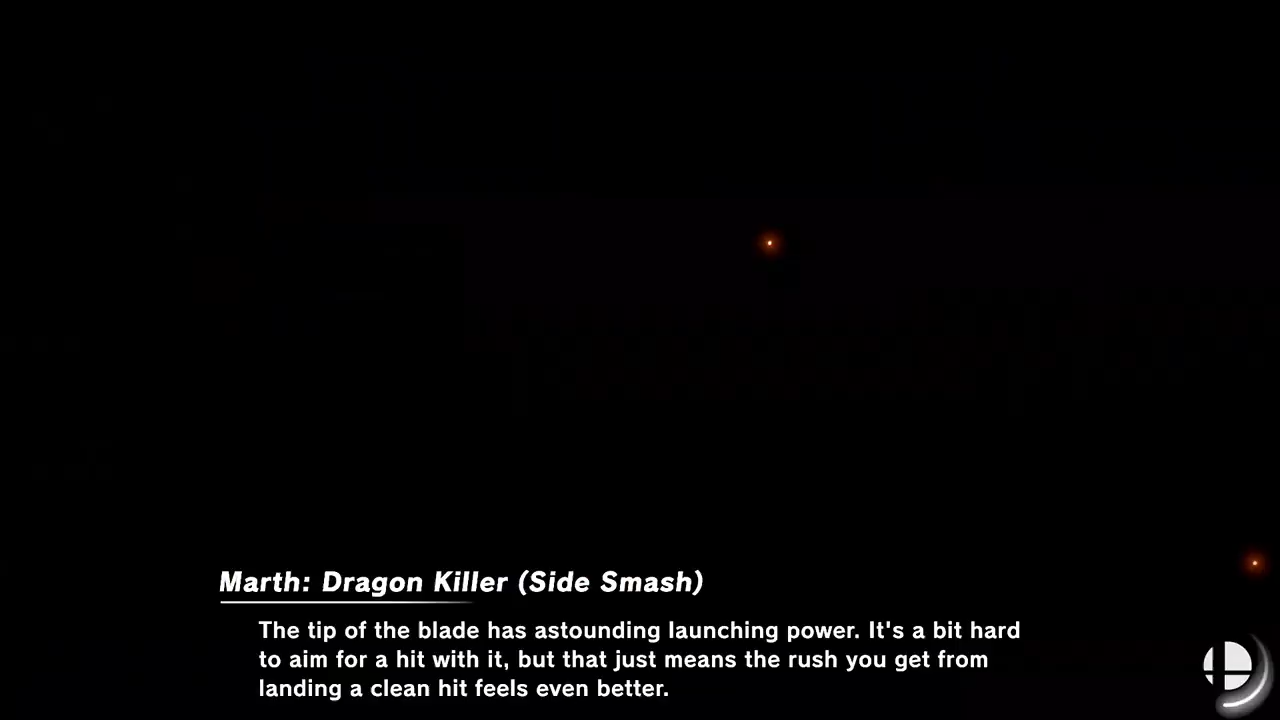 Marth: Dragon Killer (Side Smash)
The tip of the blade has astounding launching power. It's a bit hard
to aim for a hit with it, but that just means the rush you get from
landing a clean hit feels even better.